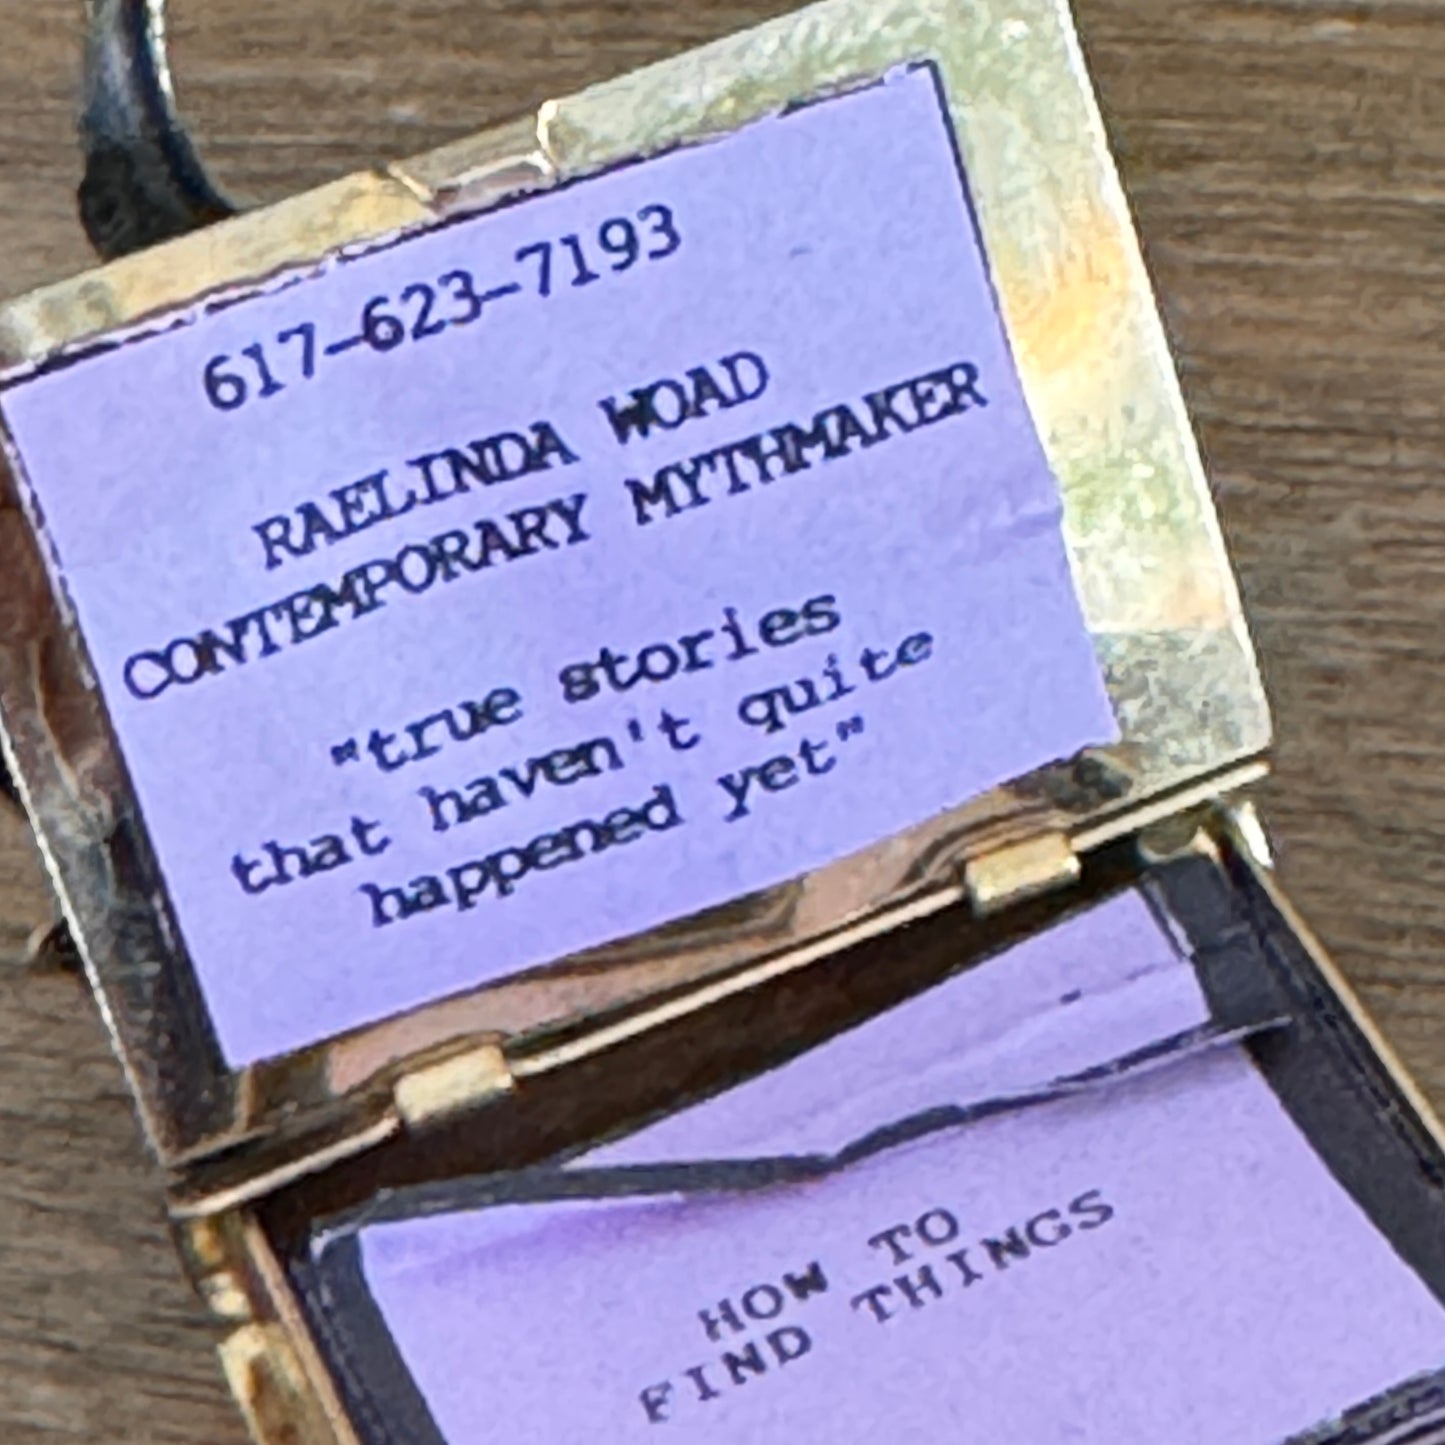 617-623-7193
RAELINDA WOAD
CONTEMPORARY MYTHMAKER
"true stories
that haven't quite
happened yet"
HOW TO
FIND THINGS